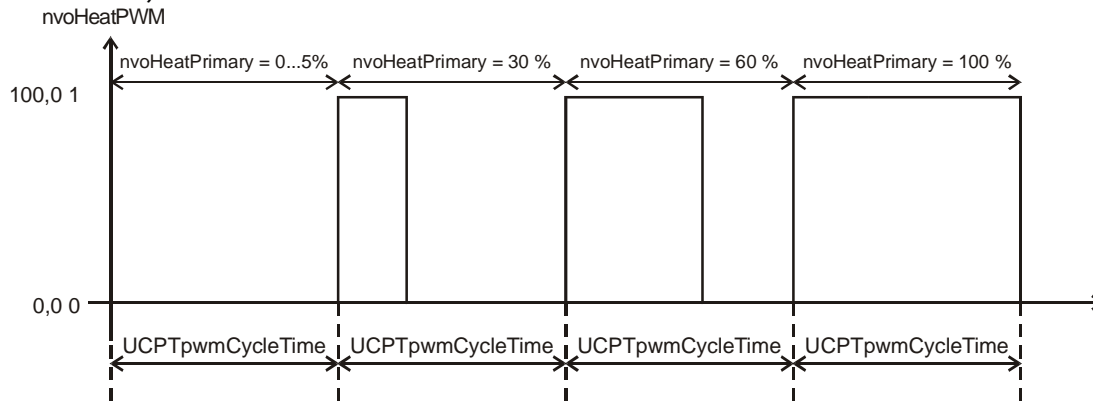 nvoHeatPWM
nvoHeatPrimary = 0...5% nvoHeatPrimary = 30 % nvoHeatPrimary = 60 % nvoHeatPrimary = 100 %
100,0 1
0,0 0
UCPTpwmCycleTime UCPTpwmCycleTime UCPTpwmCycleTime UCPTpwmCycleTime